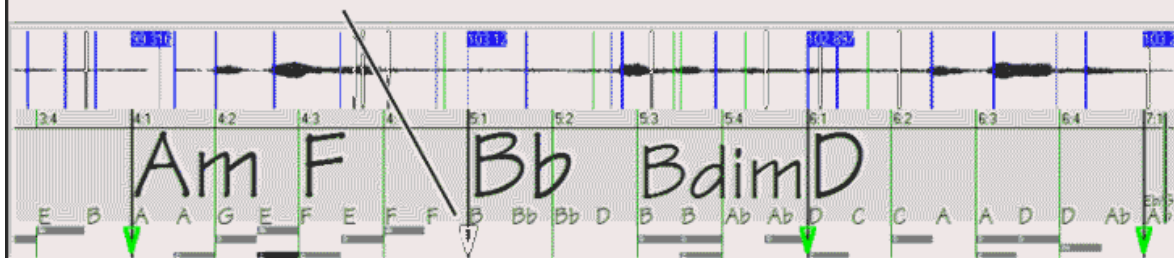 99.316 103.12 102.897
3:4 4:1 4:2 4:3 5:1 5:2 5:3 5:4 6:1 6:2 6:3 6:4 7:1
Am F Bb Bdim D
E B A A G E F E F F B Bb Bb D B B Ab Ab D C C A A D D Ab